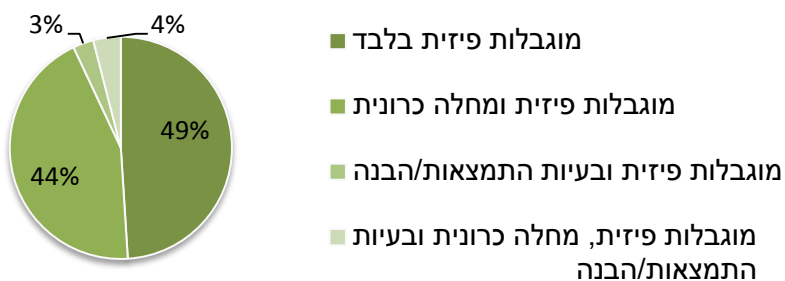 3%
4%
49%
44%
מוגבלות פיזית בלבד
מוגבלות פיזית ומחלה כרונית
מוגבלות פיזית ובעיות התמצאות/הבנה
מוגבלות פיזית, מחלה כרונית ובעיות
התמצאות/הבנה